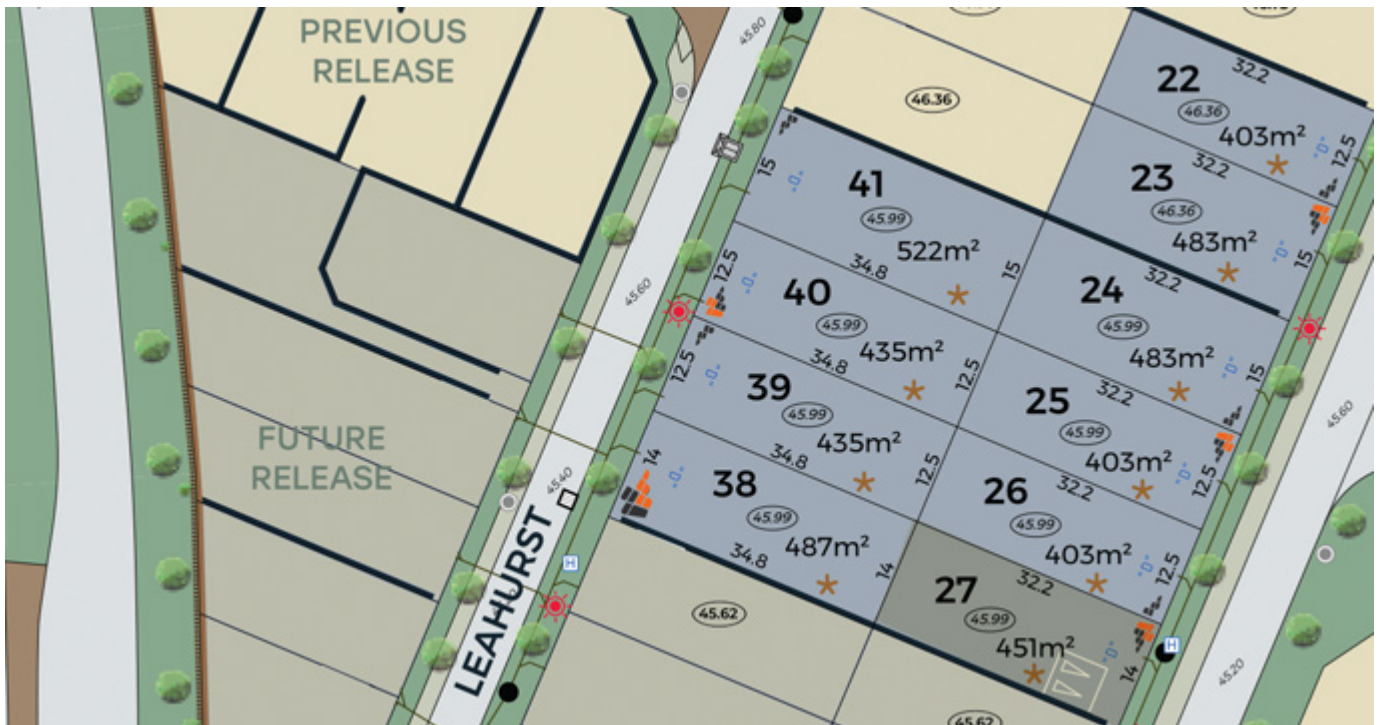 PREVIOUS
RELEASE
45.80
46.36
22
32.2
46.36
403m²
"D"
12.5
32.2
23
46.36
483m²
"D"
15
32.2
15
"D"
41
45.99
522m²
34.8
15
24
45.99
483m²
"D"
15
32.2
45.60
12.5
"D"
40
45.99
435m²
34.8
12.5
25
45.99
403m²
"D"
12.5
32.2
45.60
12.5
"D"
39
45.99
435m²
34.8
12.5
26
45.99
403m²
"D"
12.5
32.2
FUTURE
RELEASE
45.40
14
"D"
38
45.99
487m²
34.8
14
27
45.99
451m²
"D"
14
H
H
LEAHURST
45.62
45.20
45.62